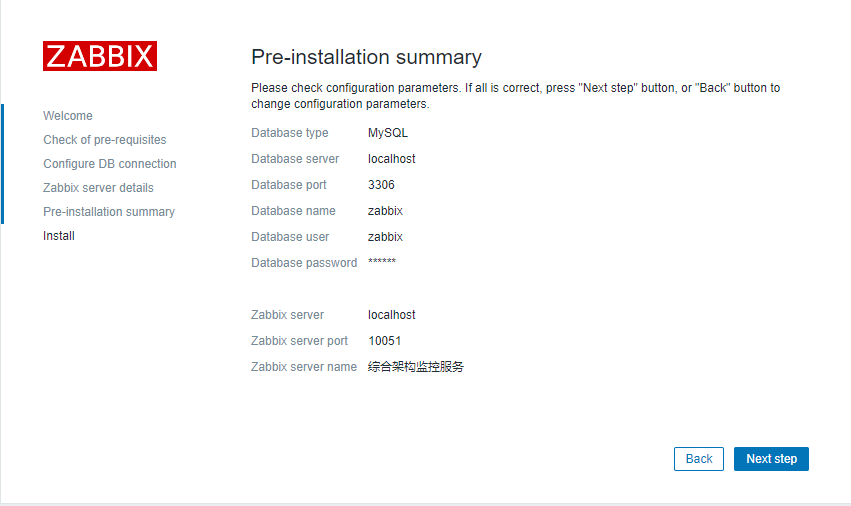 ZABBIX
Welcome
Check of pre-requisites
Configure DB connection
Zabbix server details
Pre-installation summary
Install
Pre-installation summary
Please check configuration parameters. If all is correct, press "Next step" button, or "Back" button to
change configuration parameters.
Database type MySQL
Database server localhost
Database port 3306
Database name zabbix
Database user zabbix
Database password ******
Zabbix server localhost
Zabbix server port 10051
Zabbix server name 综合架构监控服务
Back Next step